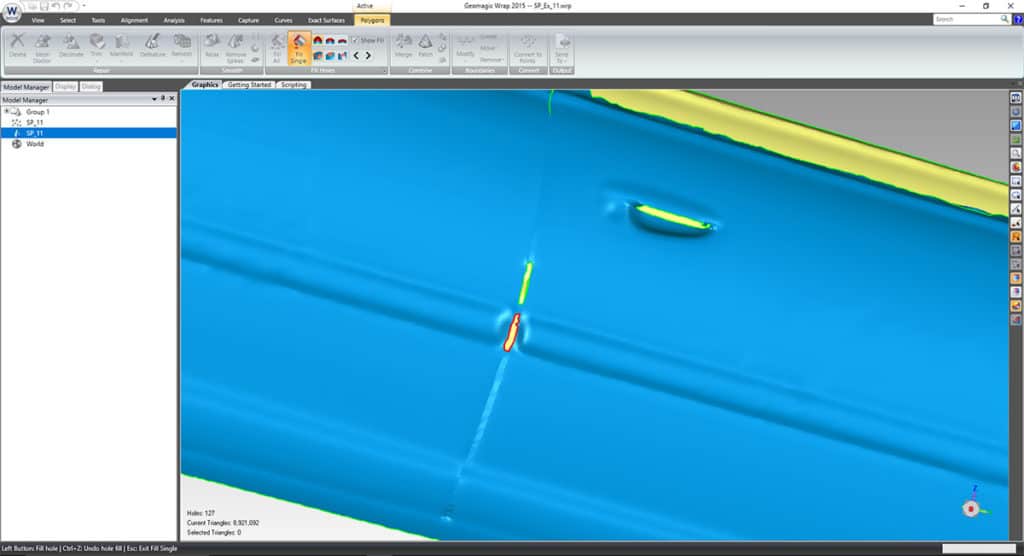 Active
Geomagic Wrap 2015 -- SP_Es_11.wrp
W
View Select Tools Alignment Analysis Features Capture Curves Exact Surfaces Polygons
Search
Devise Mesh Doctor Decimate Trim Manifold Defeature Remesh
Relax Remove Spikes
Fill All Fill Single Show Fill
Merge Patch
Modify Create Move Remove
Convert To Points
Send To
Repair Smooth Fill Holes Combine Boundaries Convert Output
Model Manager Display Dialog
Graphics Getting Started Scripting
Model Manager
Group 1
SP_11
SP_11
World
Z
Holes: 127
Current Triangles: 8,921,092
Selected Triangles: 0
Left Button: Fill hole | Ctrl+Z: Undo hole fill | Esc: Exit Fill Single